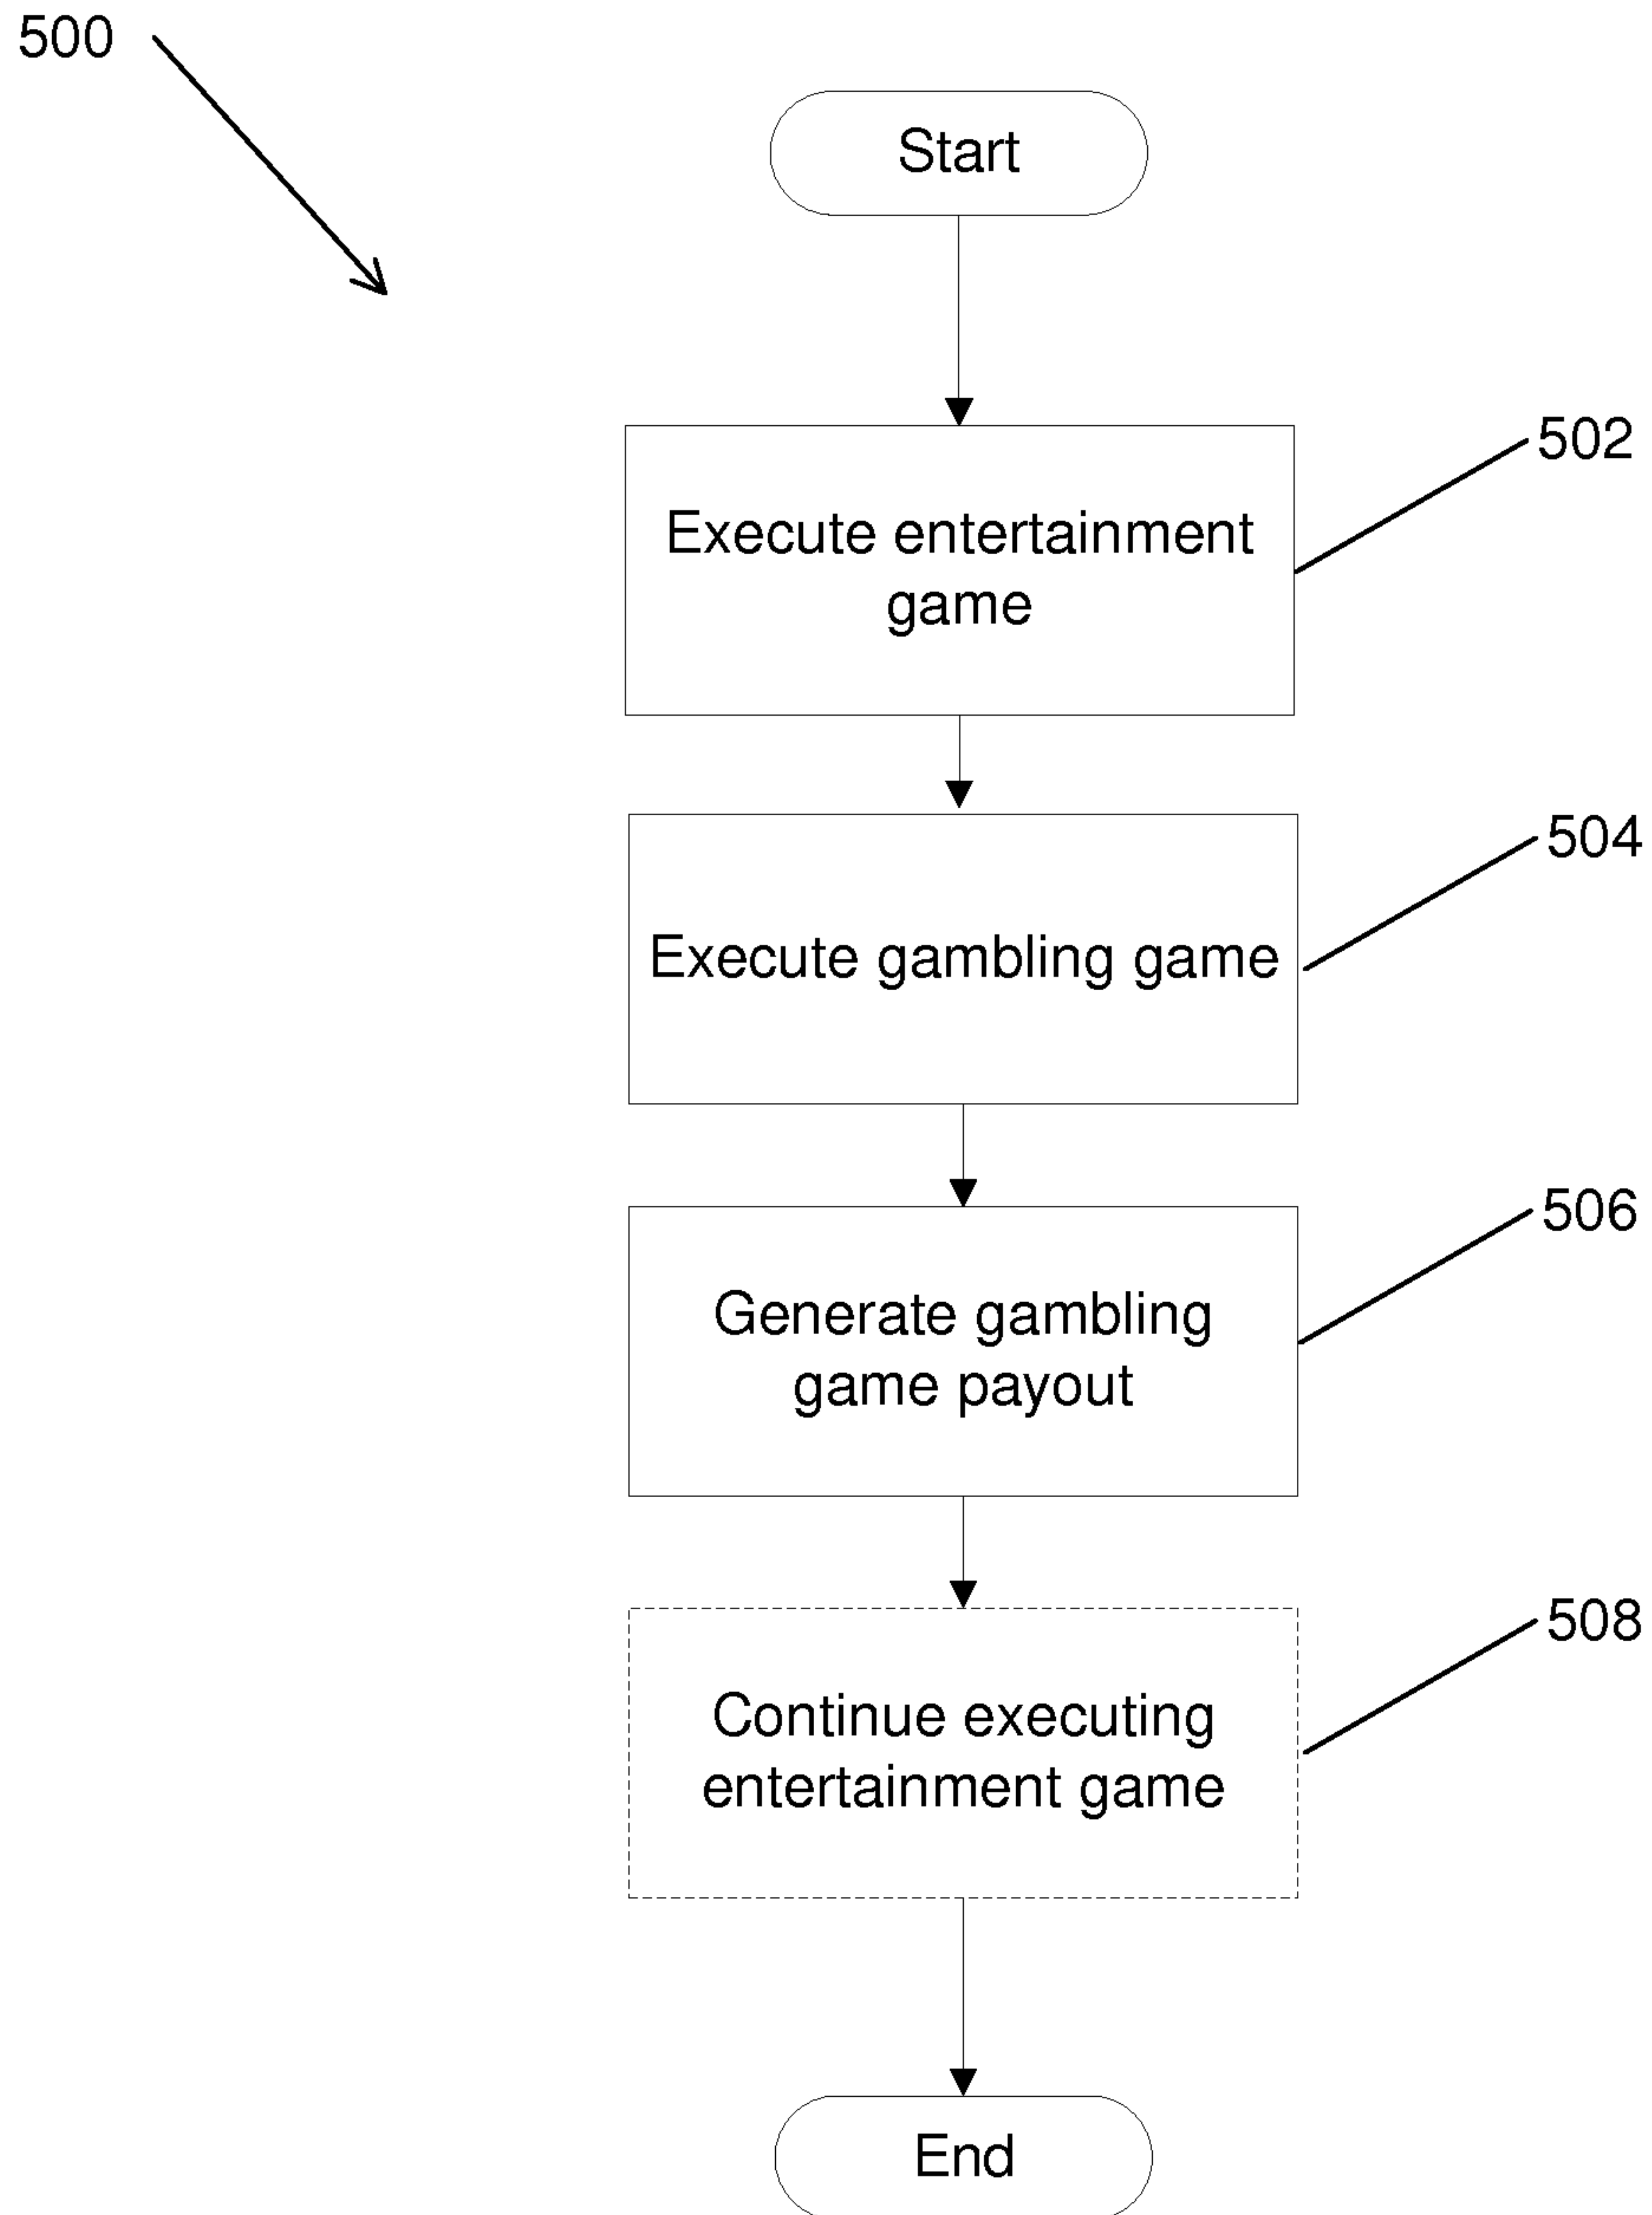 500
Start
502
Execute entertainment
game
504
Execute gambling game
506
Generate gambling
game payout
508
Continue executing
entertainment game
End